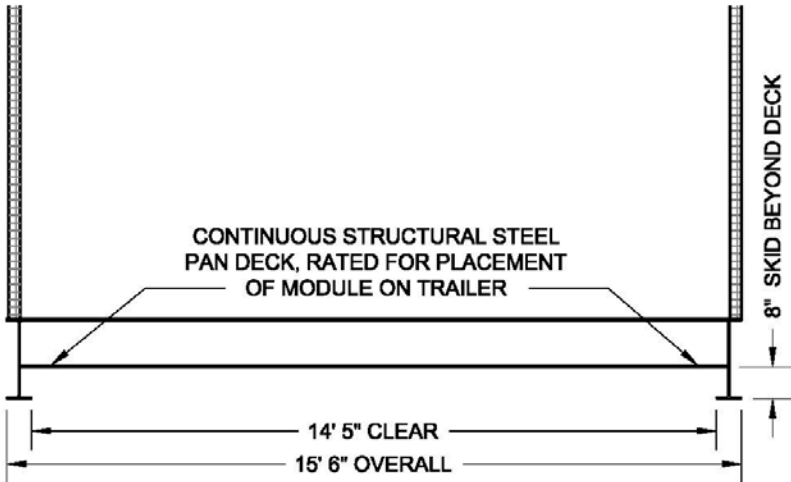 CONTINUOUS STRUCTURAL STEEL
PAN DECK, RATED FOR PLACEMENT
OF MODULE ON TRAILER
8" SKID BEYOND DECK
14' 5" CLEAR
15' 6" OVERALL